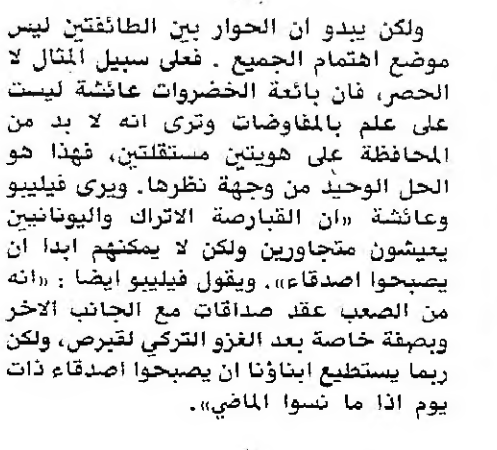 ولكن يبدو ان الحوار بين الطائفتين ليس
موضع اهتمام الجميع . فعلى سبيل المثال لا
الحصر، فان بائعة الخضروات عائشة ليست
على علم بالمفاوضات وترى انه لا بد من
المحافظة على هويتين مستقلتين، فهذا هو
الحل الوحيد من وجهة نظرها. ويرى فيليبو
وعائشة «ان القبارصة الاتراك واليونانيين
يعيشون متجاورين ولكن لا يمكنهم ابدا ان
يصبحوا اصدقاء». ويقول فيليبو ايضا : «انه
من الصعب عقد صداقات مع الجانب الاخر
وبصفة خاصة بعد الغزو التركي لقبرص، ولكن
ربما يستطيع ابناؤنا ان يصبحوا اصدقاء ذات
يوم اذا ما نسوا الماضي».